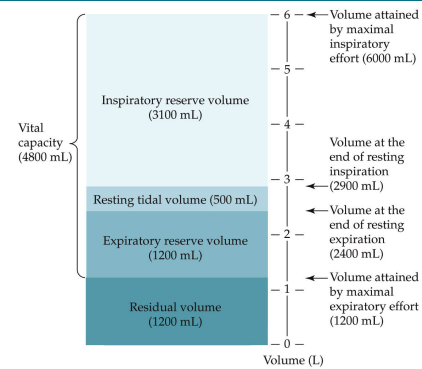 Vital
capacity
(4800 mL)
Inspiratory reserve volume
(3100 mL)
Resting tidal volume (500 mL)
Expiratory reserve volume
(1200 mL)
Residual volume
(1200 mL)
6
5
4
3
2
1
0
Volume (L)
Volume attained
by maximal
inspiratory
effort (6000 mL)
Volume at the
end of resting
inspiration
(2900 mL)
Volume at the
end of resting
expiration
(2400 mL)
Volume attained
by maximal
expiratory effort
(1200 mL)